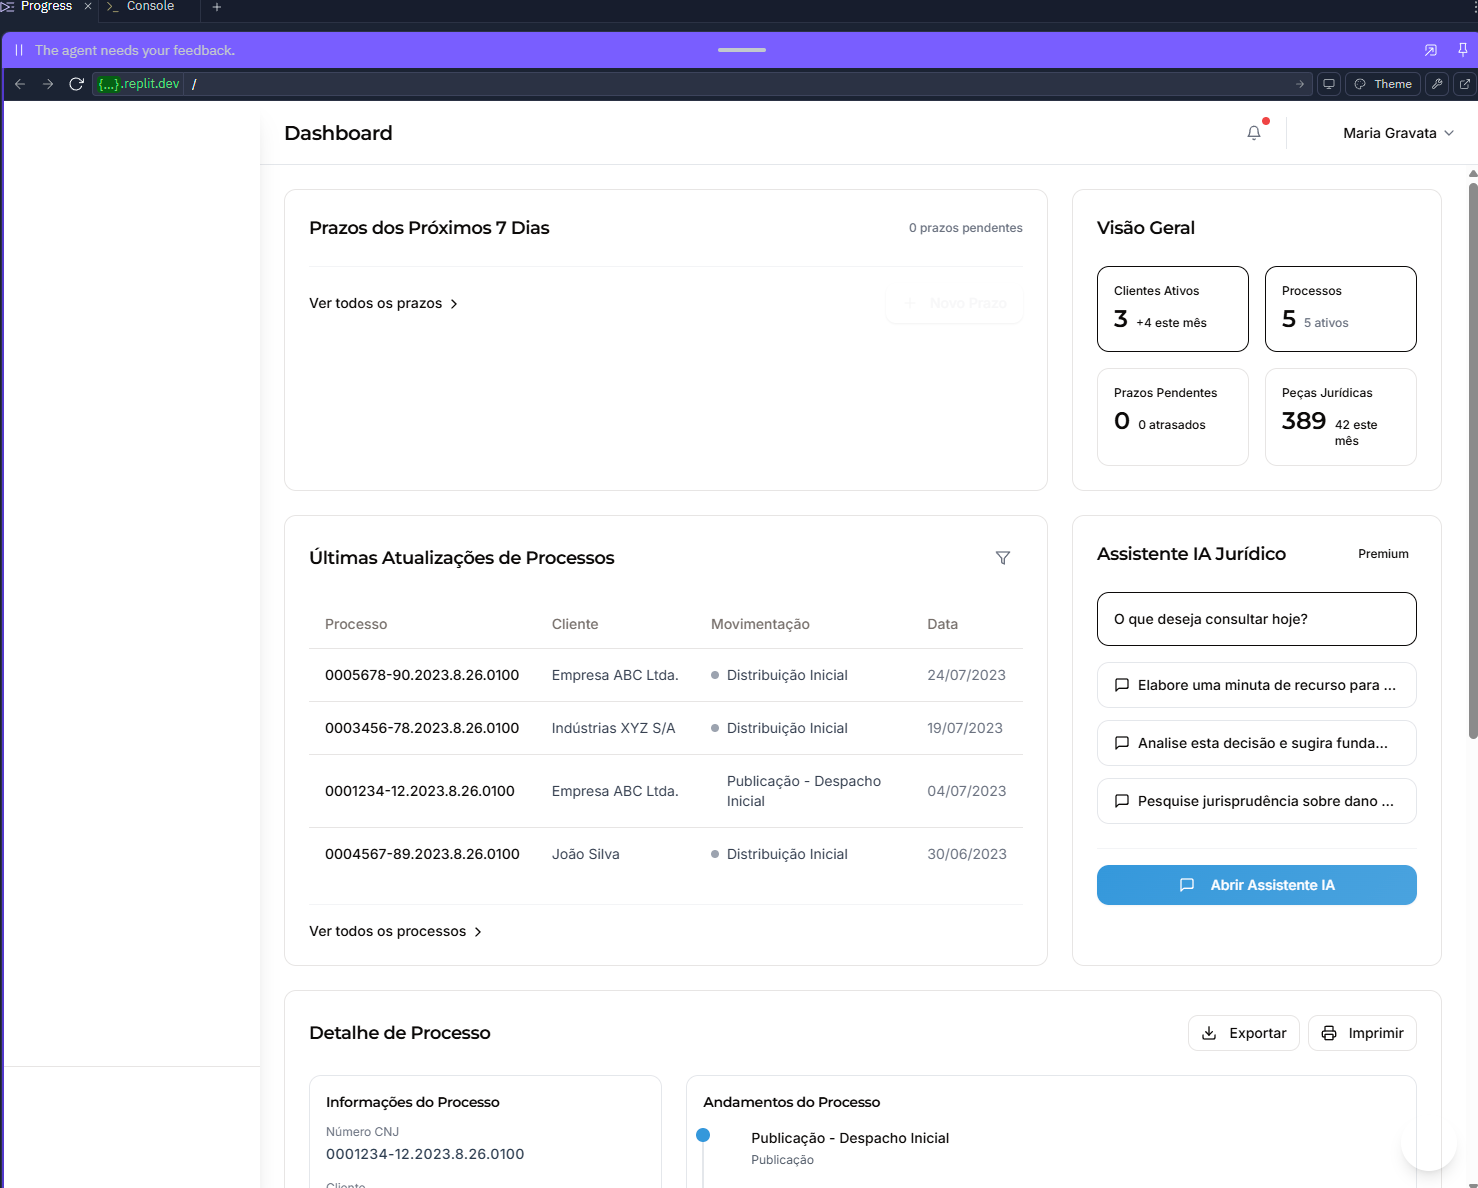 Progress
Console
The agent needs your feedback.
{...}.replit.dev /
Theme
Dashboard
Maria Gravata
Prazos dos Próximos 7 Dias
0 prazos pendentes
Ver todos os prazos
Novo Prazo
Visão Geral
Clientes Ativos
3 +4 este mês
Processos
5 5 ativos
Prazos Pendentes
0 0 atrasados
Peças Jurídicas
389 42 este
mês
Últimas Atualizações de Processos
Processo Cliente Movimentação Data
0005678-90.2023.8.26.0100 Empresa ABC Ltda. Distribuição Inicial 24/07/2023
0003456-78.2023.8.26.0100 Indústrias XYZ S/A Distribuição Inicial 19/07/2023
0001234-12.2023.8.26.0100 Empresa ABC Ltda. Publicação - Despacho
Inicial 04/07/2023
0004567-89.2023.8.26.0100 João Silva Distribuição Inicial 30/06/2023
Ver todos os processos
Assistente IA Jurídico
Premium
O que deseja consultar hoje?
Elabore uma minuta de recurso para ...
Analise esta decisão e sugira funda...
Pesquise jurisprudência sobre dano ...
Abrir Assistente IA
Detalhe de Processo
Exportar
Imprimir
Informações do Processo
Número CNJ
0001234-12.2023.8.26.0100
Cliente
Andamentos do Processo
Publicação - Despacho Inicial
Publicação